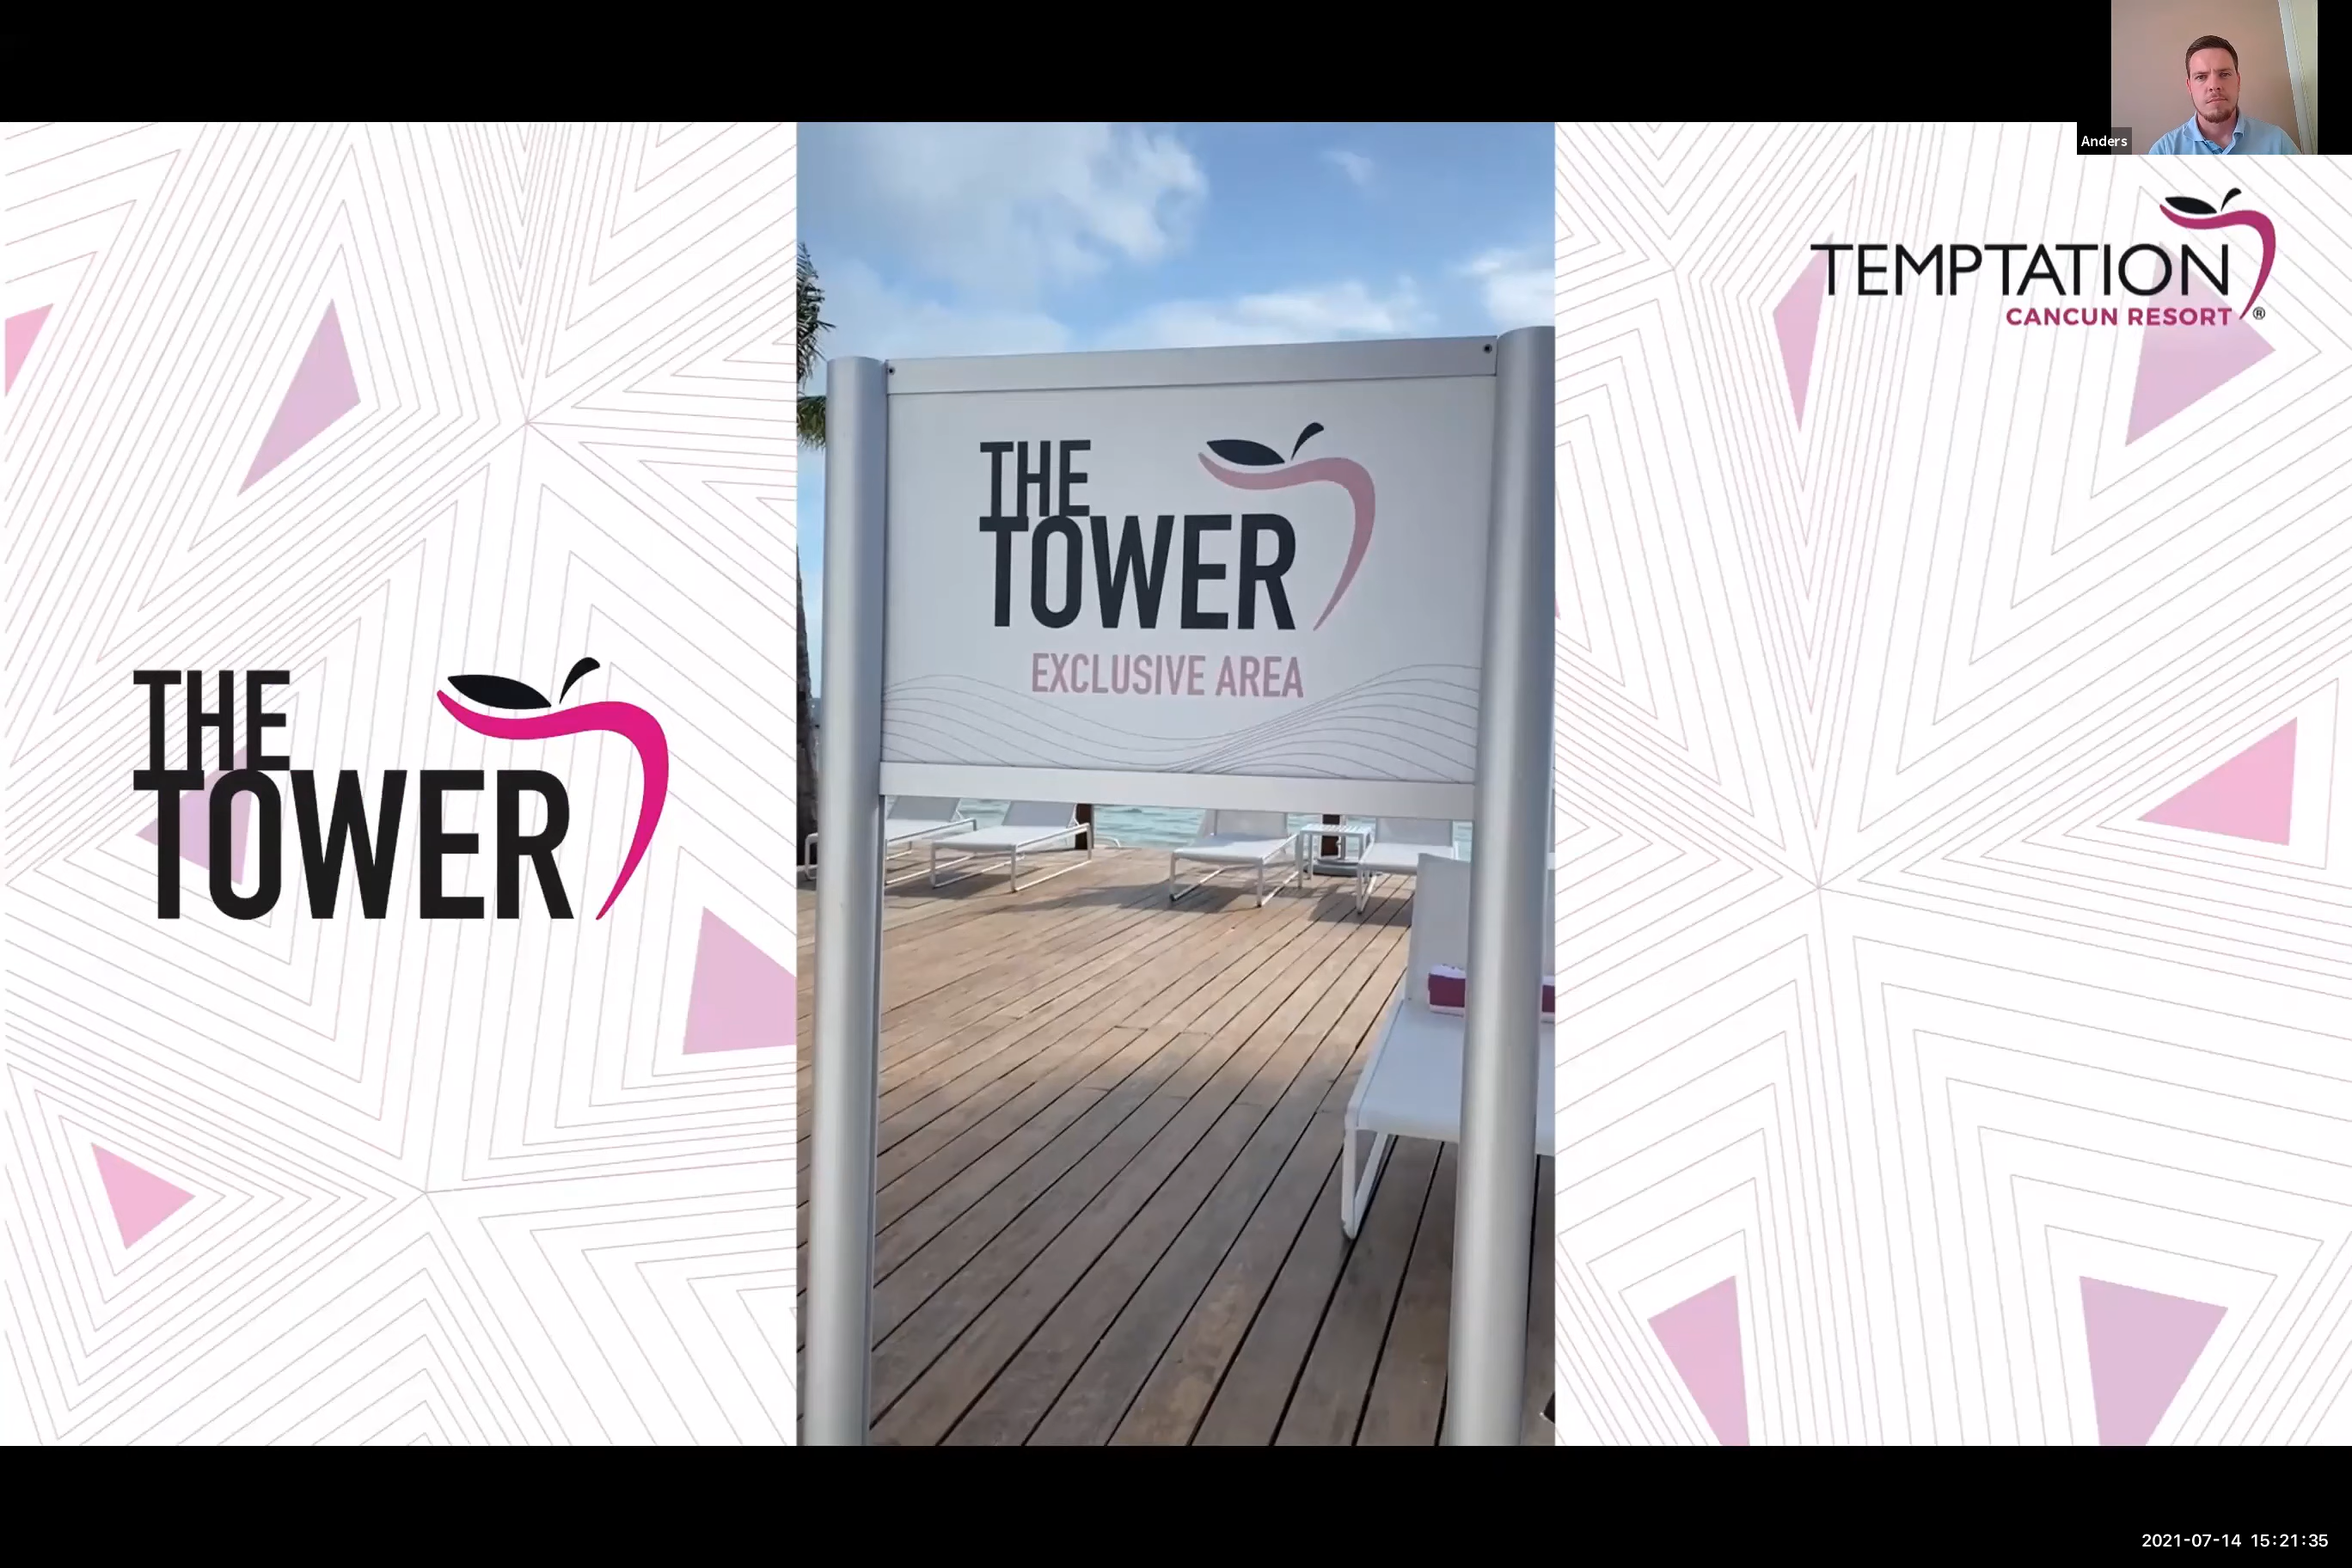 Anders
TEMPTATION
CANCUN RESORT ®
THE
TOWER
THE
TOWER
EXCLUSIVE AREA
2021-07-14 15:21:35